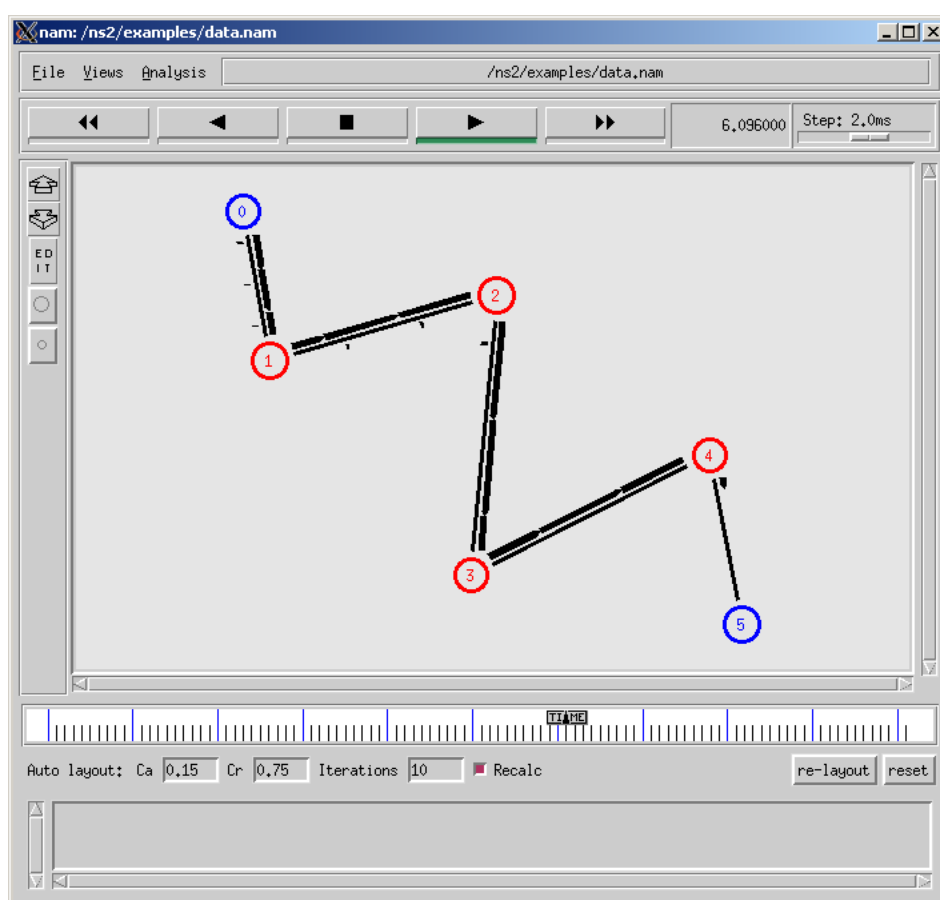 nam: /ns2/examples/data.nam
File Views Analysis /ns2/examples/data.nam
6.096000 Step: 2.0ms
ED
IT
0
1
2
3
4
5
TIME
Auto layout: Ca 0.15 Cr 0.75 Iterations 10 Recalc re-layout reset